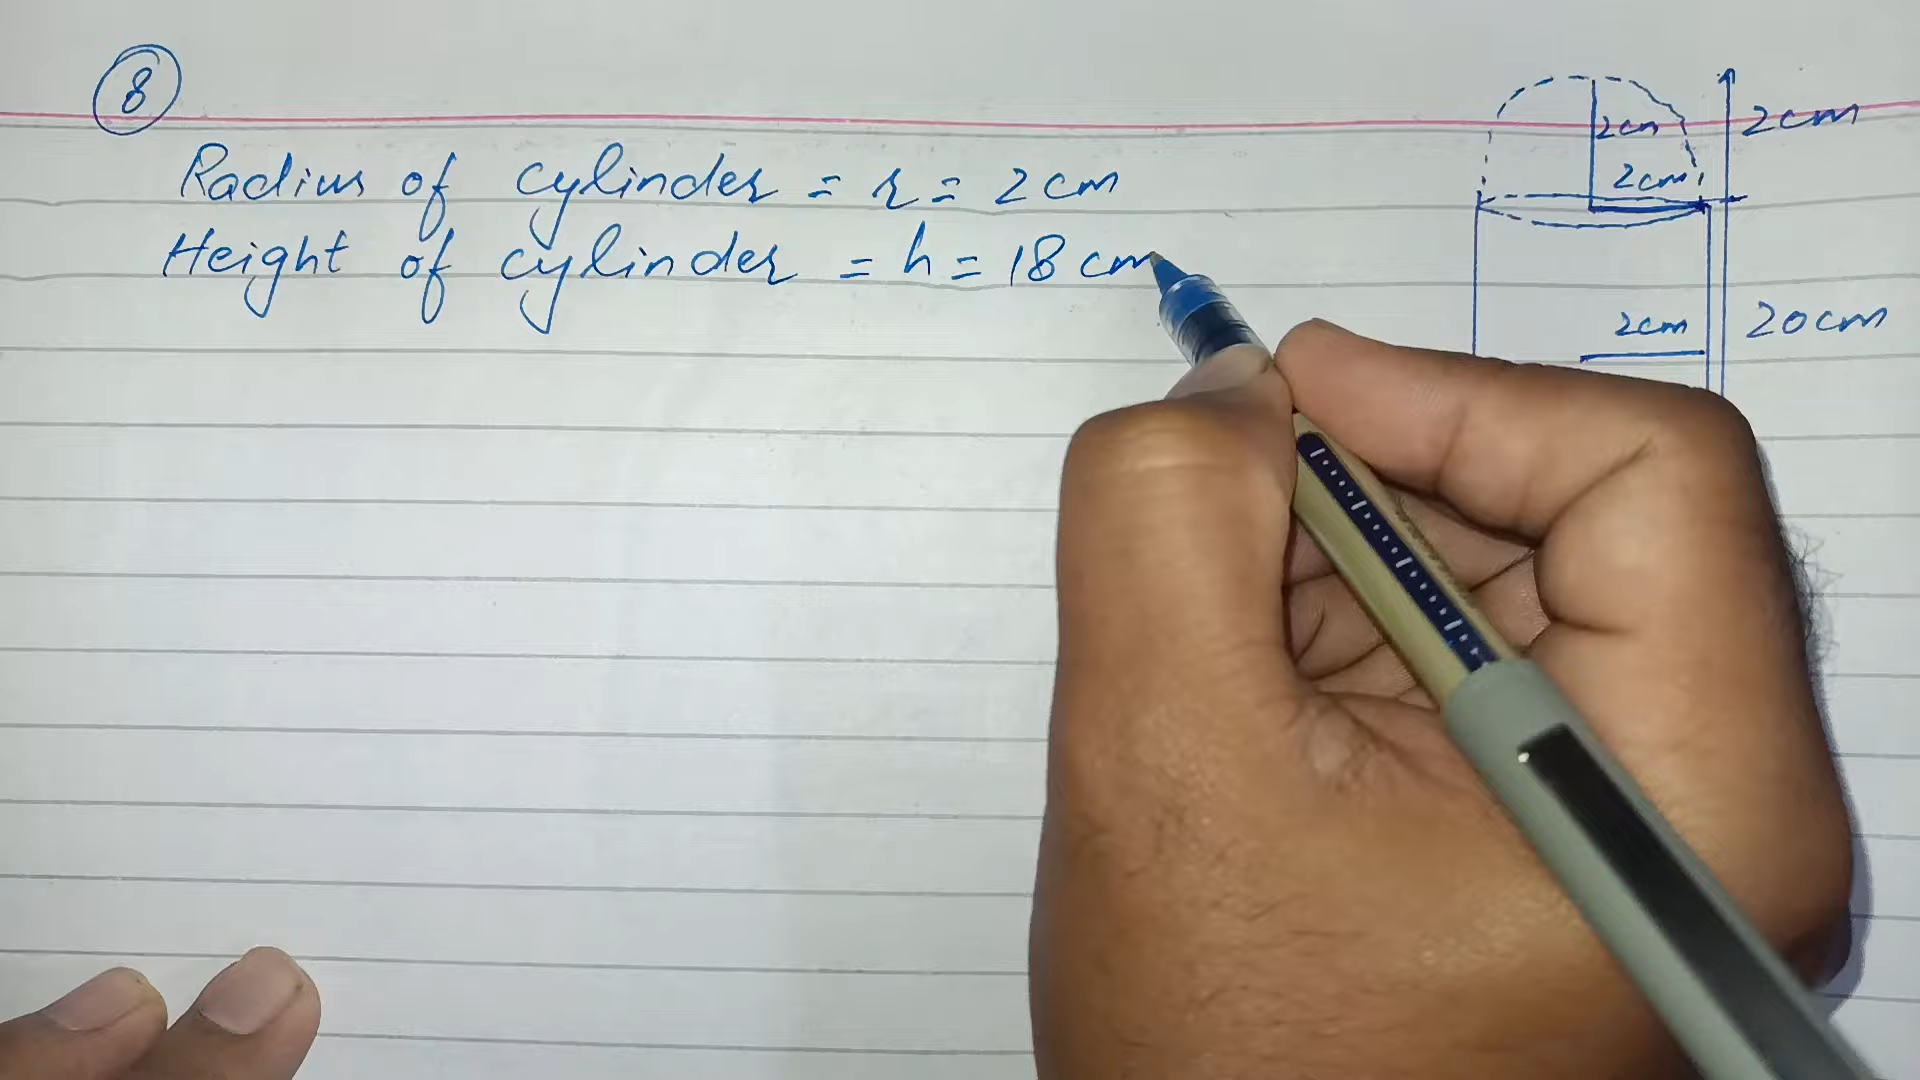 8
Radius of cylinder = r = 2 cm
Height of cylinder = h = 18 cm
2cm
2cm
2cm
2cm
20cm